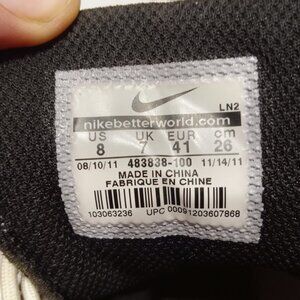 LN2
nikebetterworld.com
US UK EUR cm
8 7 41 26
08/10/11 483838-100 11/14/11
MADE IN CHINA
FABRIQUE EN CHINE
103063236 UPC 00091203607868